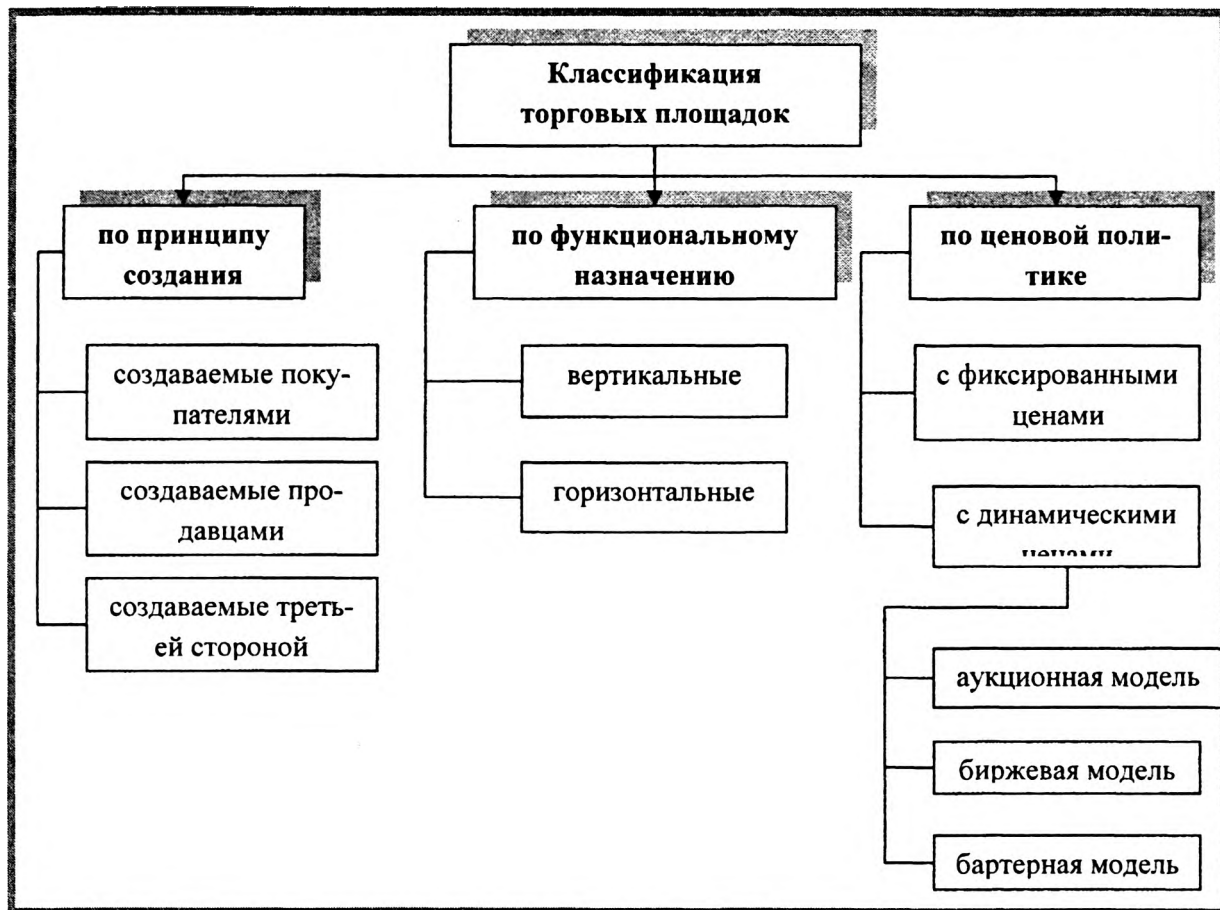 Классификация
торговых площадок
по принципу
создания
создаваемые поку-
пателями
создаваемые про-
давцами
создаваемые треть-
ей стороной
по функциональному
назначению
вертикальные
горизонтальные
по ценовой поли-
тике
с фиксированными
ценами
с динамическими
ценами
аукционная модель
биржевая модель
бартерная модель